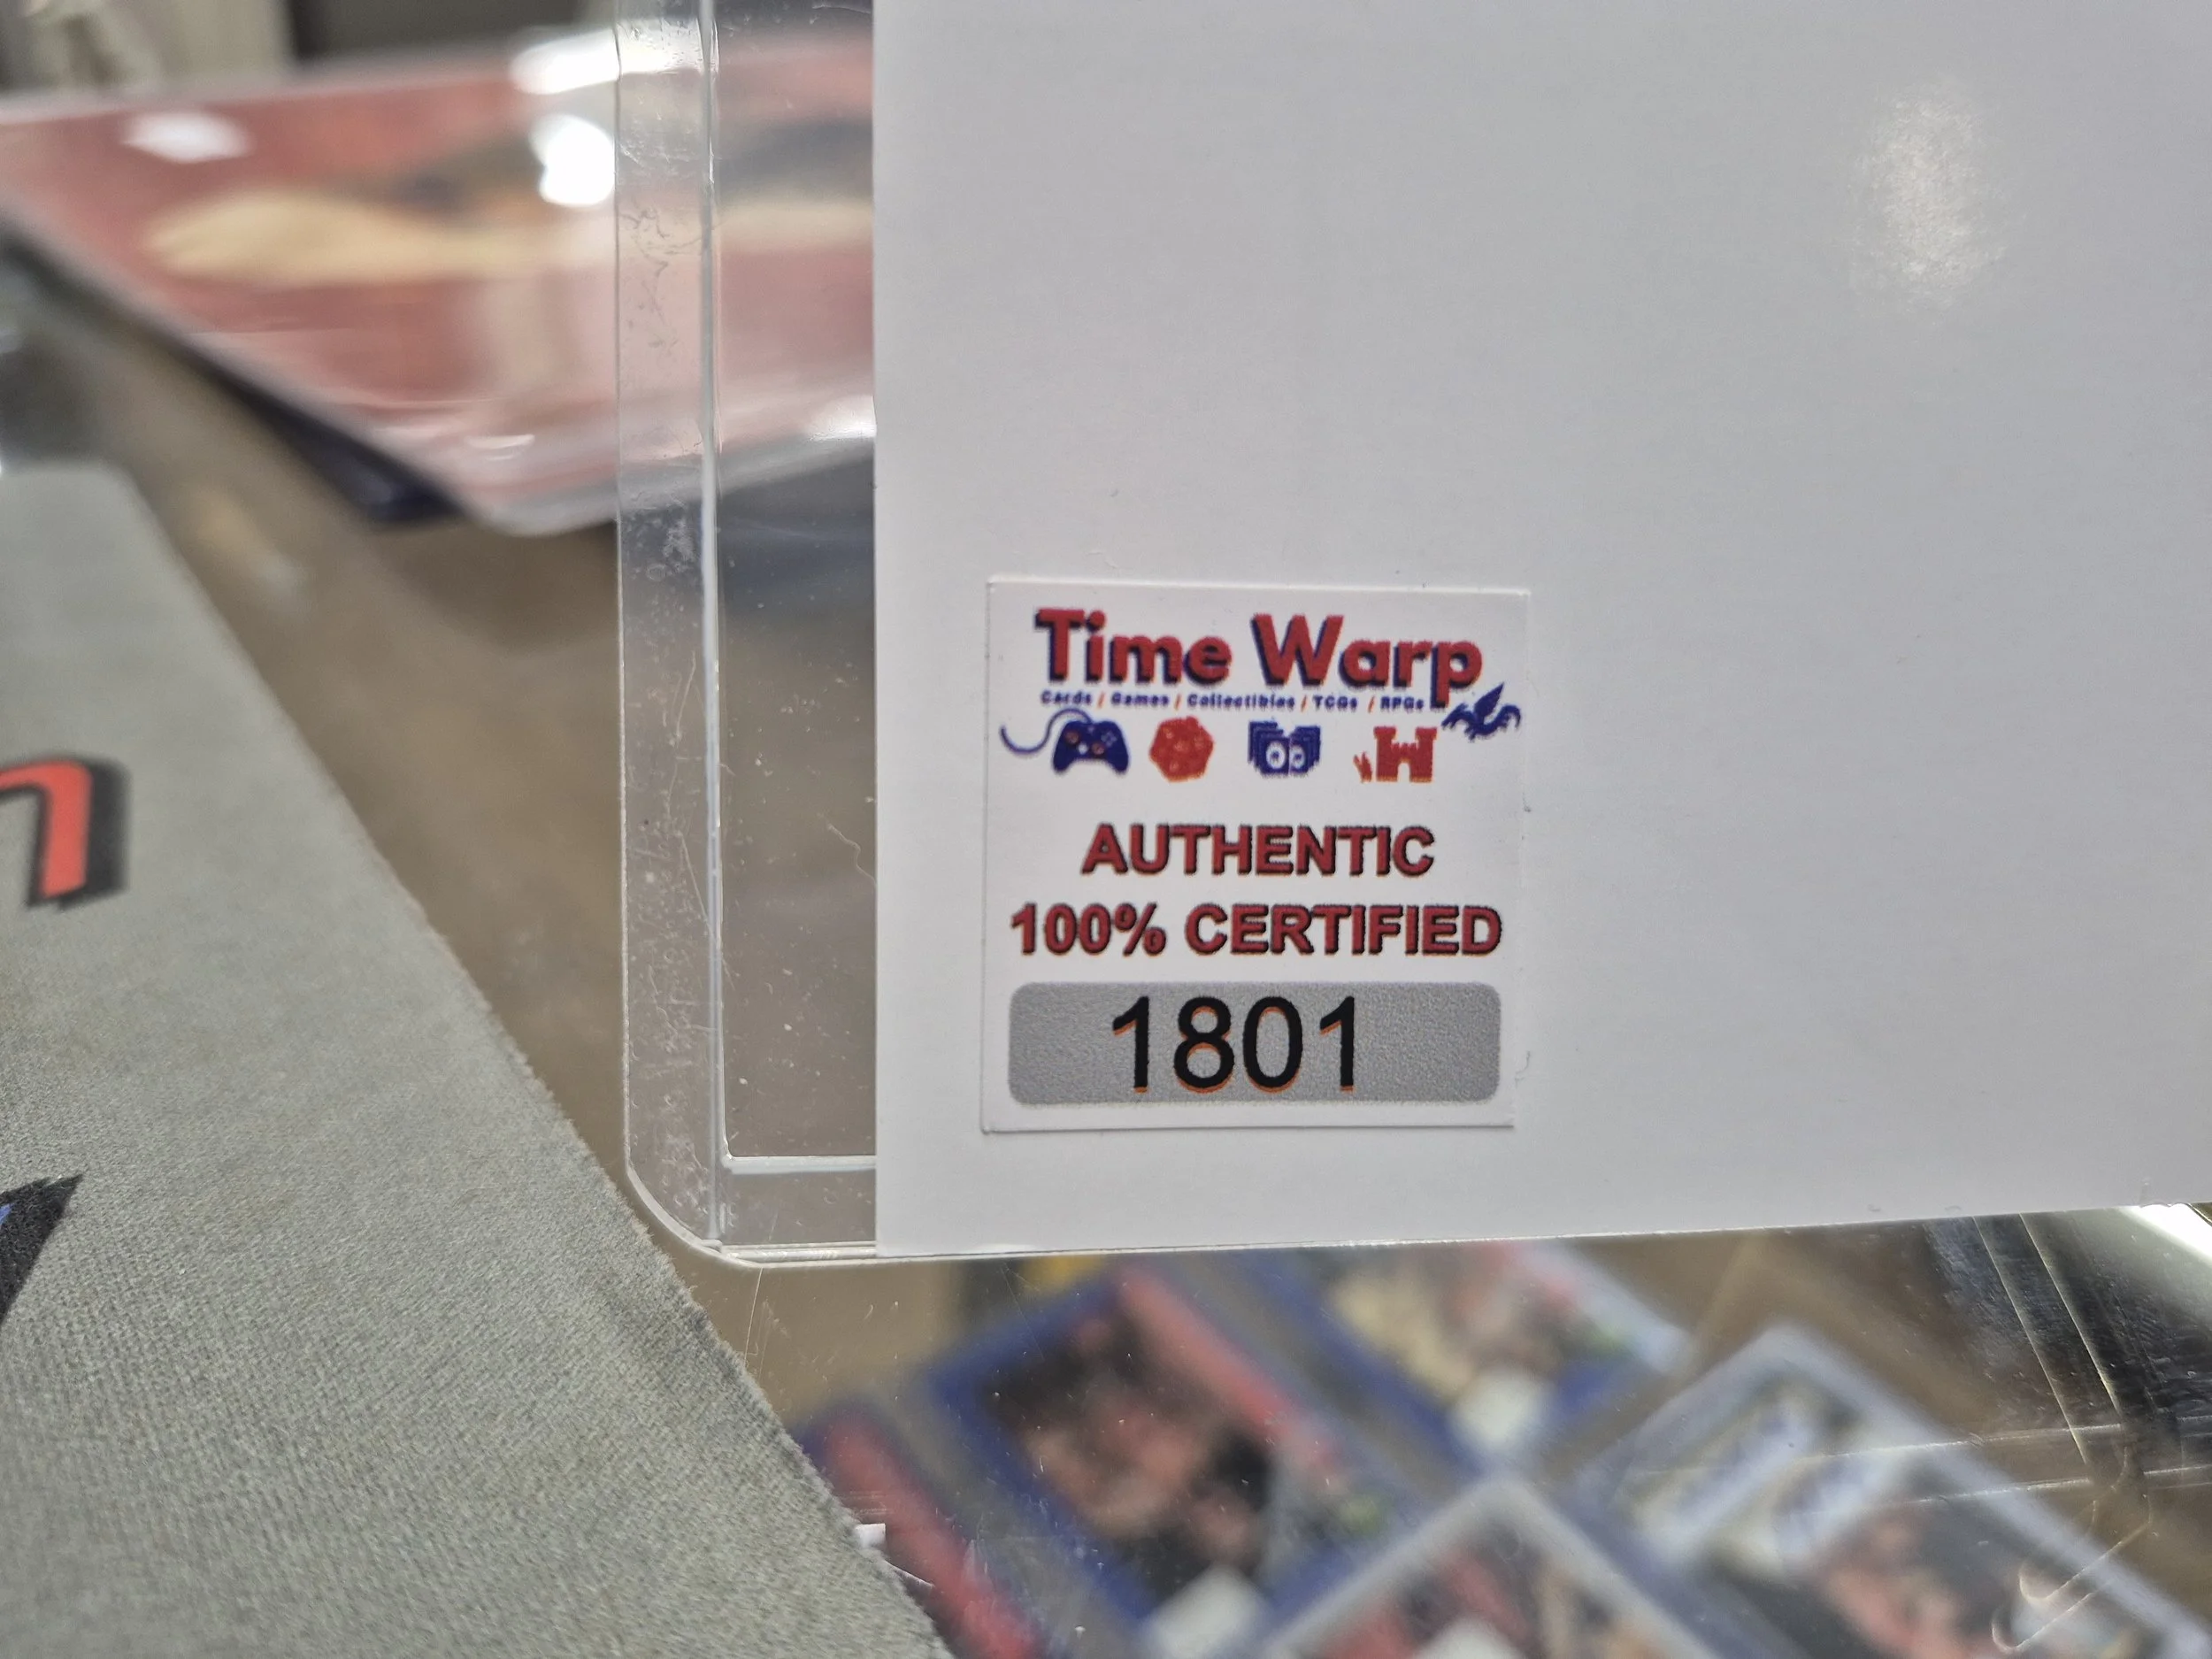 Time Warp
Cards / Games / Collectibles / TCGs / RPGs
AUTHENTIC
100% CERTIFIED
1801